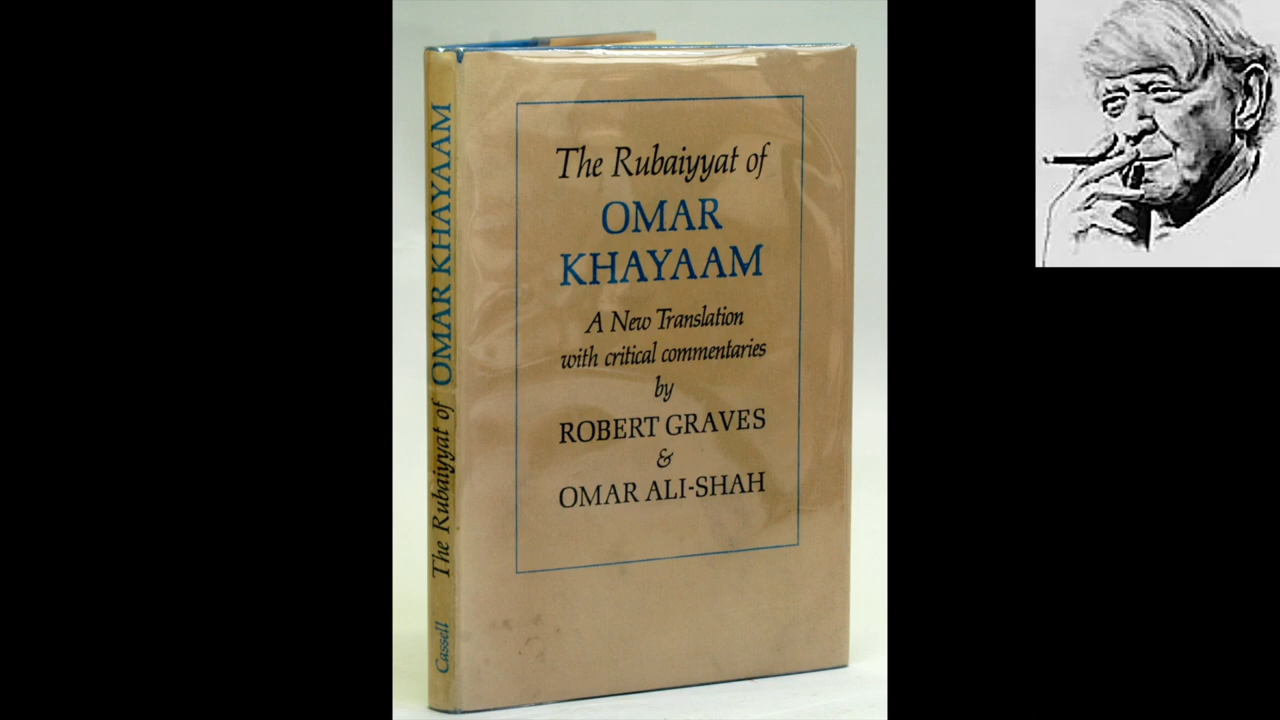 The Rubaiyyat of
OMAR
KHAYAAM
A New Translation
with critical commentaries
by
ROBERT GRAVES
&
OMAR ALI-SHAH
The Rubaiyyat of OMAR KHAYAAM
Cassell